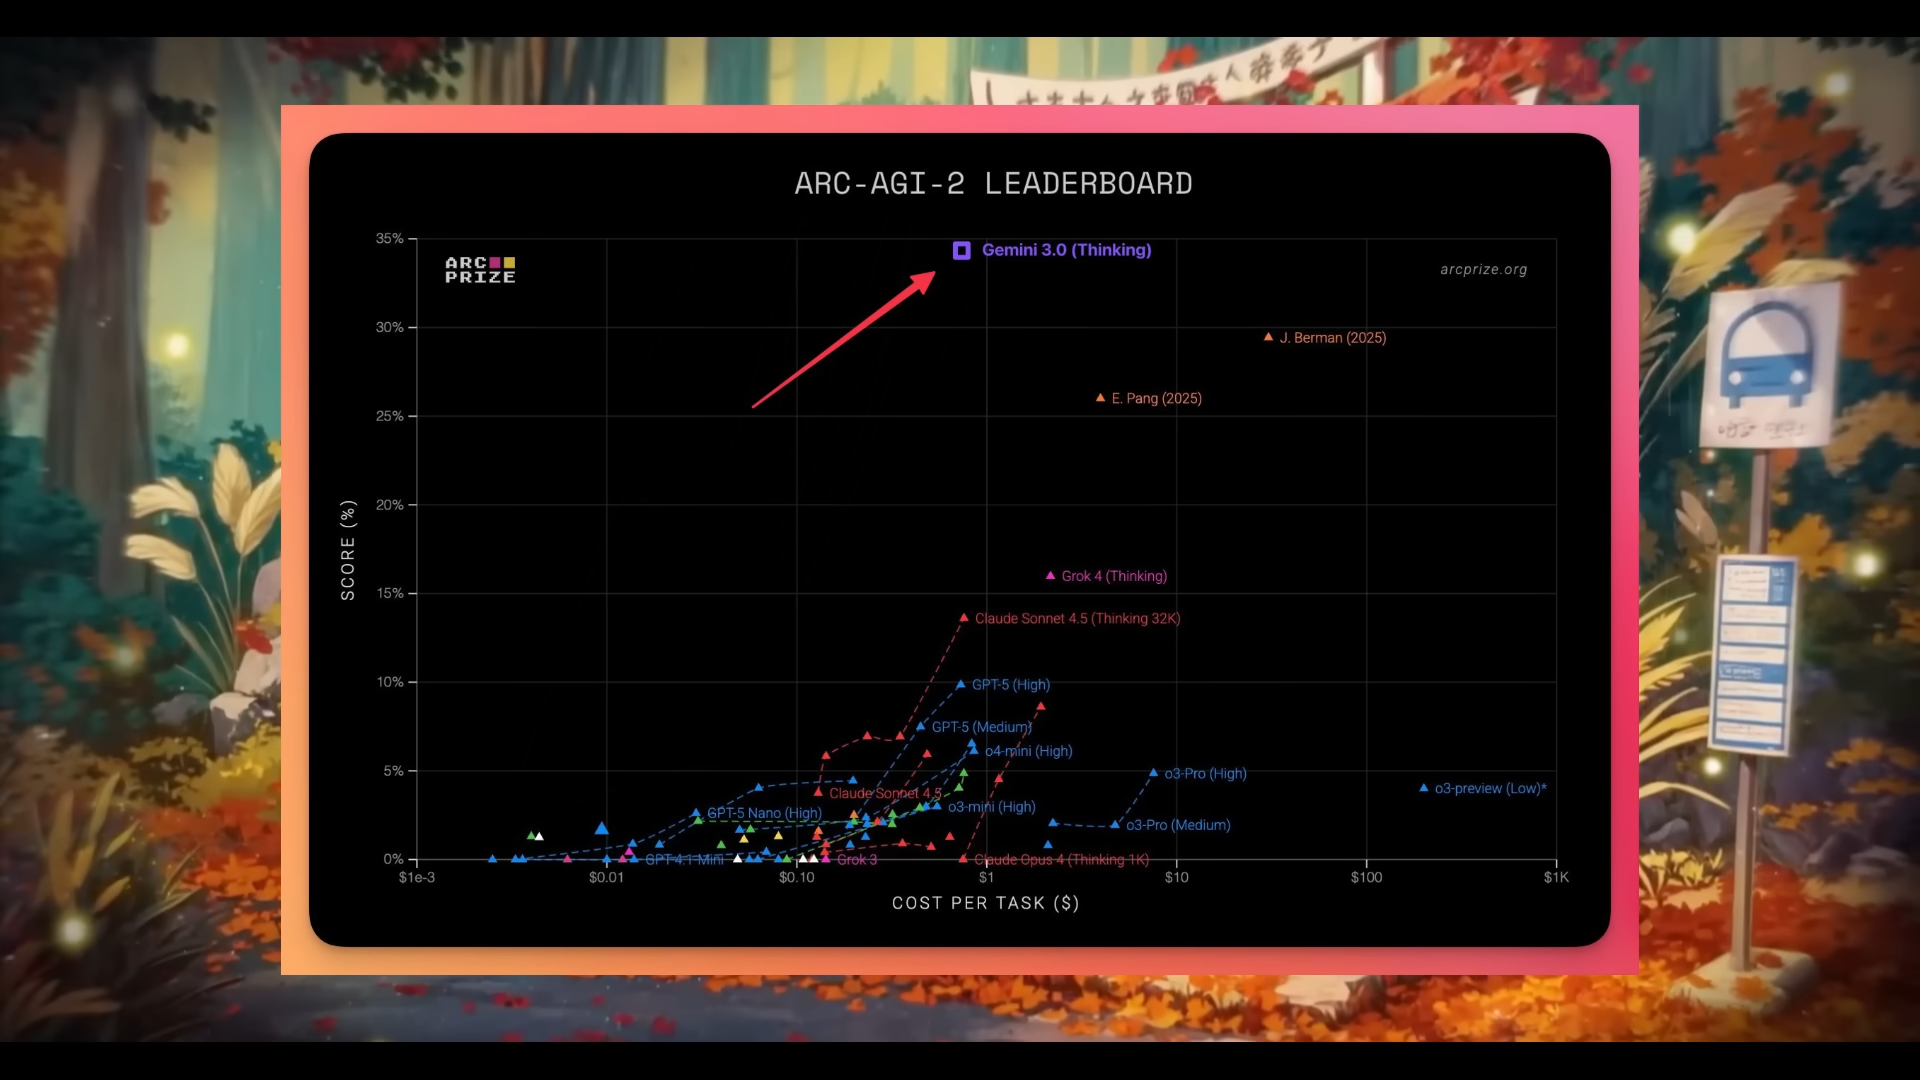 ARC-AGI-2 LEADERBOARD
35%
ARC
PRIZE
Gemini 3.0 (Thinking)
arcprize.org
30%
J. Berman (2025)
25%
E. Pang (2025)
20%
SCORE (%)
15%
Grok 4 (Thinking)
Claude Sonnet 4.5 (Thinking 32K)
10%
GPT-5 (High)
GPT-5 (Medium)
o4-mini (High)
5%
o3-Pro (High)
o3-preview (Low)*
Claude Sonnet 4.5
o3-mini (High)
GPT-5 Nano (High)
o3-Pro (Medium)
0%
GPT-4.1 Mini
Grok 3
Claude Opus 4 (Thinking 1K)
$1e-3 $0.01 $0.10 $1 $10 $100 $1K
COST PER TASK ($)